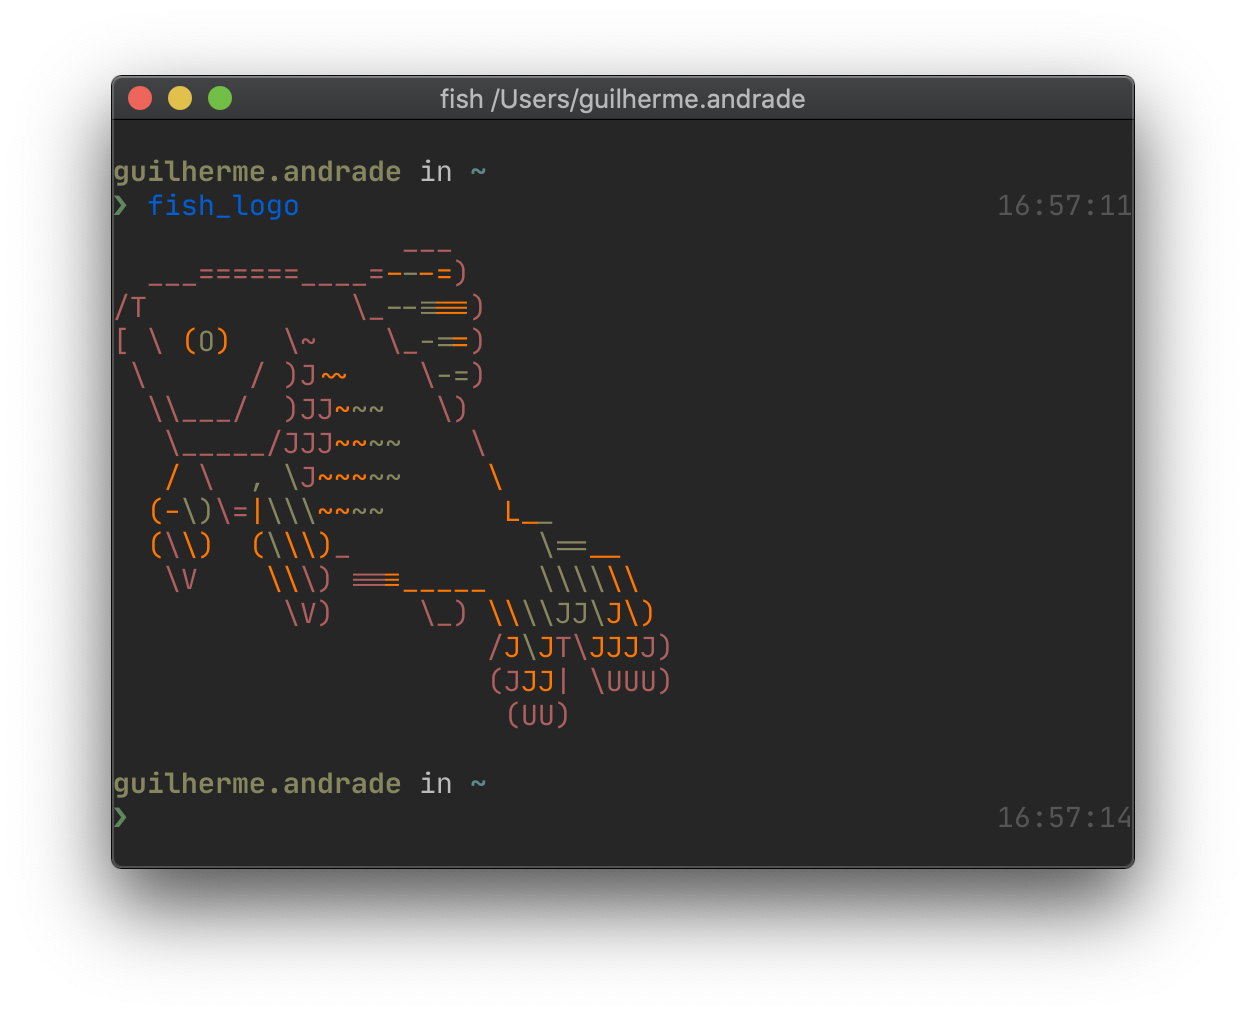 fish /Users/guilherme.andrade
guilherme.andrade in ~
❯ fish_logo 16:57:11
                 ___
  ___======____=---=)
/T            \_--===)
[ \ (O)   \~    \_-==)
 \      / )J~~    \-=)
  \\___/  )JJ~~~   \)
   \_____/JJJ~~~~    \
   / \  , \J~~~~~     \
  (-\)\=|\\\~~~~       L__
  (\\)  (\\\)_           \==__
   \V    \\\) ===_____   \\\\\\
          \V)     \_) \\\\JJ\J\)
                      /J\JT\JJJJ)
                      (JJJ| \UUU)
                       (UU)
guilherme.andrade in ~
❯ 16:57:14